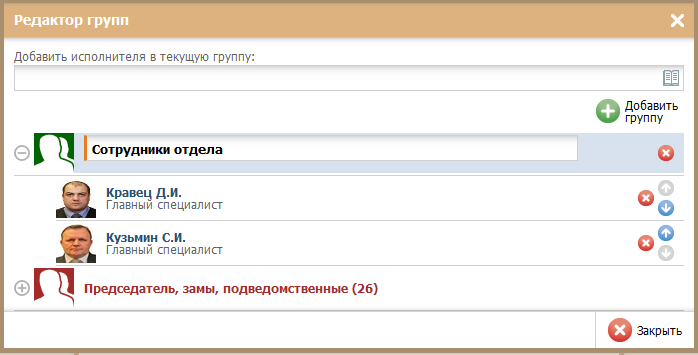 Редактор групп
Добавить исполнителя в текущую группу:
Добавить
группу
Сотрудники отдела
Кравец Д.И.
Главный специалист
Кузьмин С.И.
Главный специалист
Председатель, замы, подведомственные (26)
Закрыть